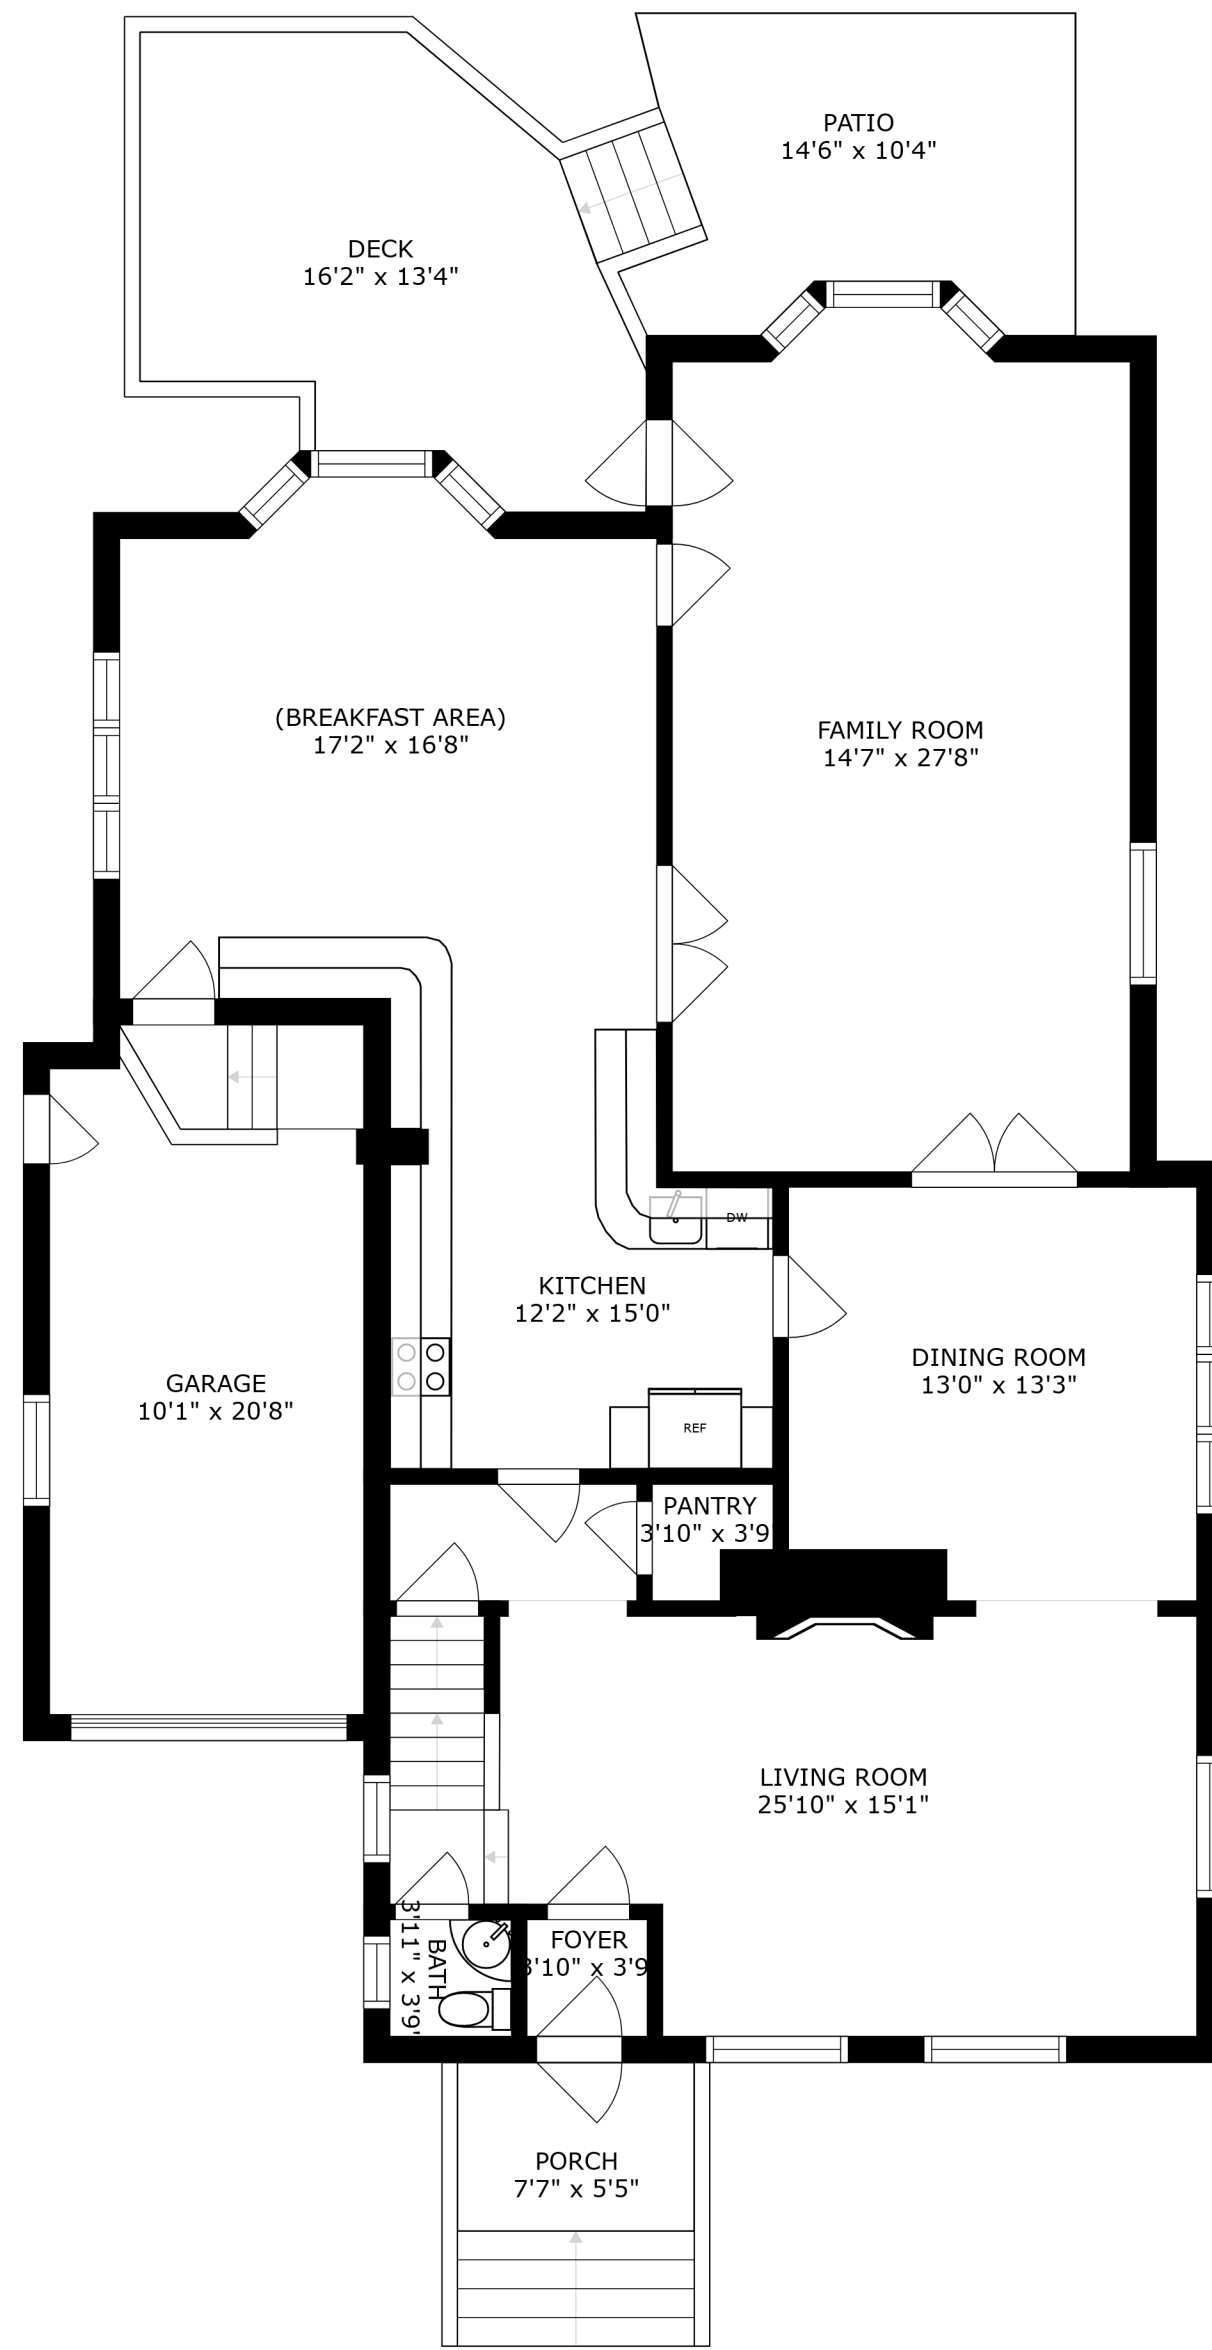 PATIO
14'6" x 10'4"
DECK
16'2" x 13'4"
(BREAKFAST AREA)
17'2" x 16'8"
FAMILY ROOM
14'7" x 27'8"
DW
KITCHEN
12'2" x 15'0"
DINING ROOM
13'0" x 13'3"
GARAGE
10'1" x 20'8"
REF
PANTRY
3'10" x 3'9
LIVING ROOM
25'10" x 15'1"
BATH
3'11" x 3'9"
FOYER
3'10" x 3'9
PORCH
7'7" x 5'5"